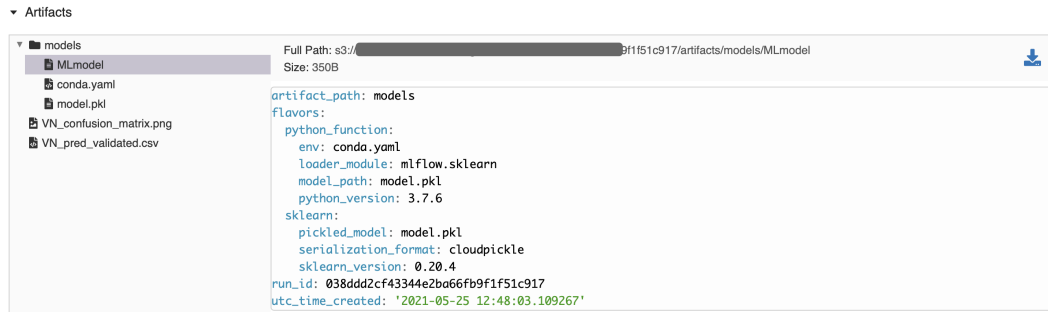 Artifacts
models
MLmodel
conda.yaml
model.pkl
VN_confusion_matrix.png
VN_pred_validated.csv
Full Path: s3:/ 9f1f51c917/artifacts/models/MLmodel
Size: 350B
artifact_path: models
flavors:
  python_function:
    env: conda.yaml
    loader_module: mlflow.sklearn
    model_path: model.pkl
    python_version: 3.7.6
  sklearn:
    pickled_model: model.pkl
    serialization_format: cloudpickle
    sklearn_version: 0.20.4
run_id: 038ddd2cf43344e2ba66fb9f1f51c917
utc_time_created: '2021-05-25 12:48:03.109267'